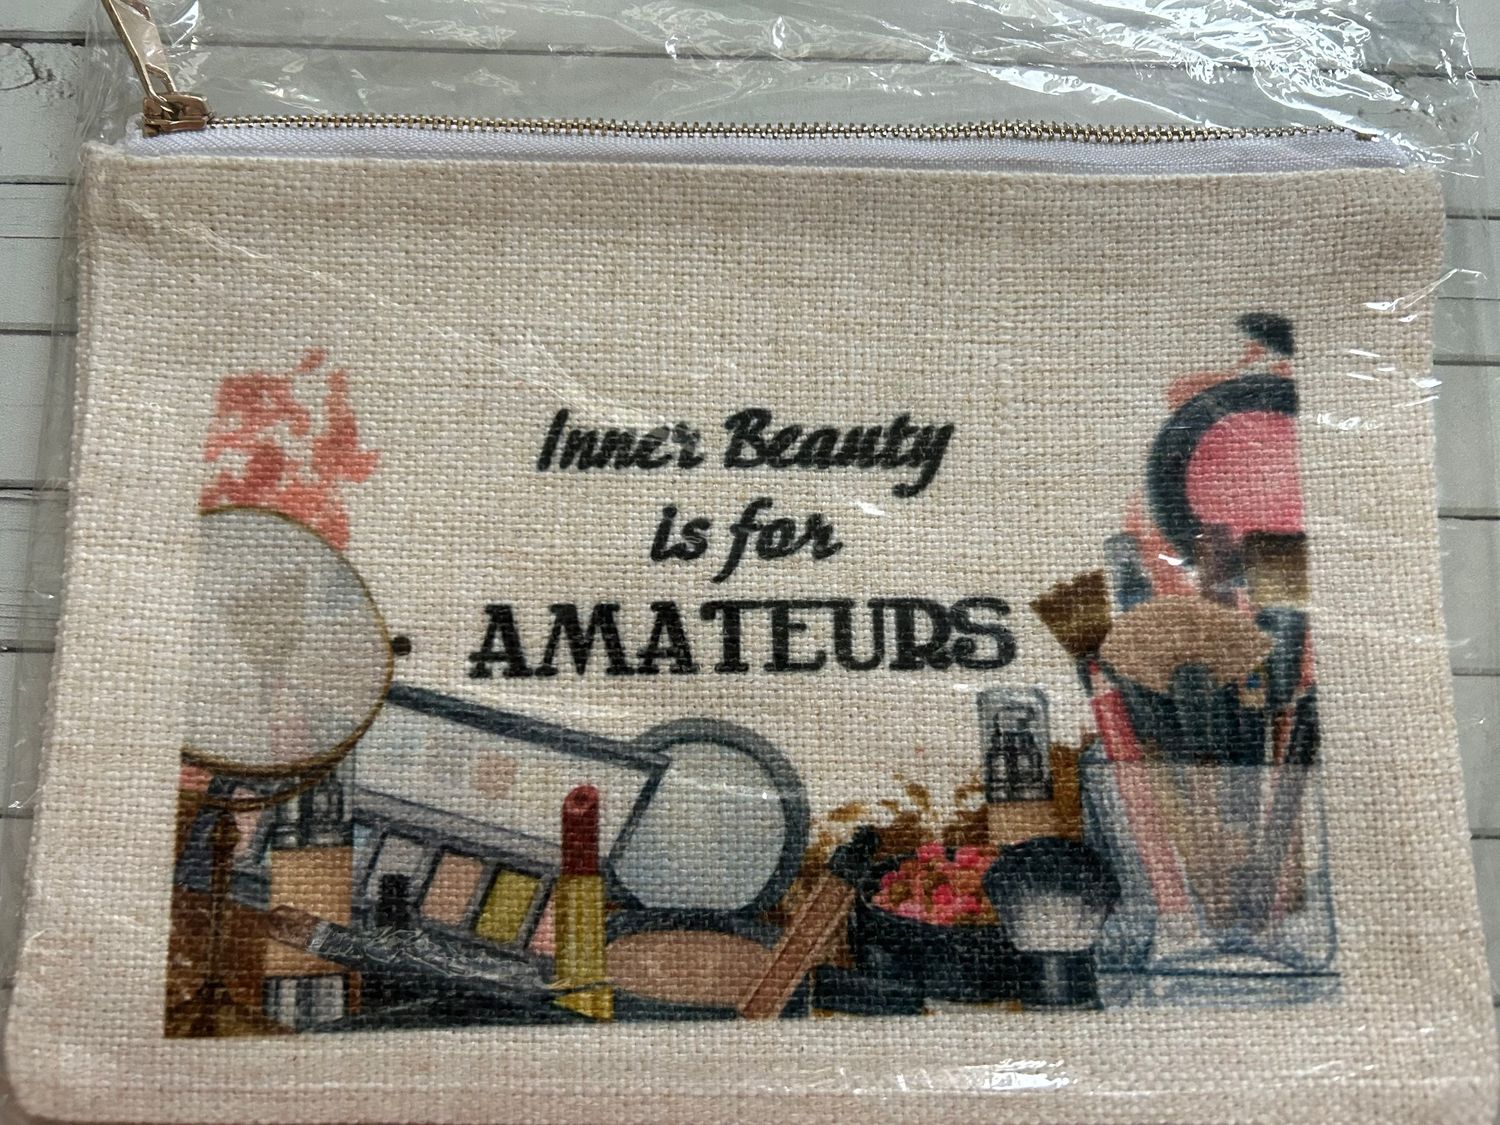 Inner Beauty
is for
AMATEURS